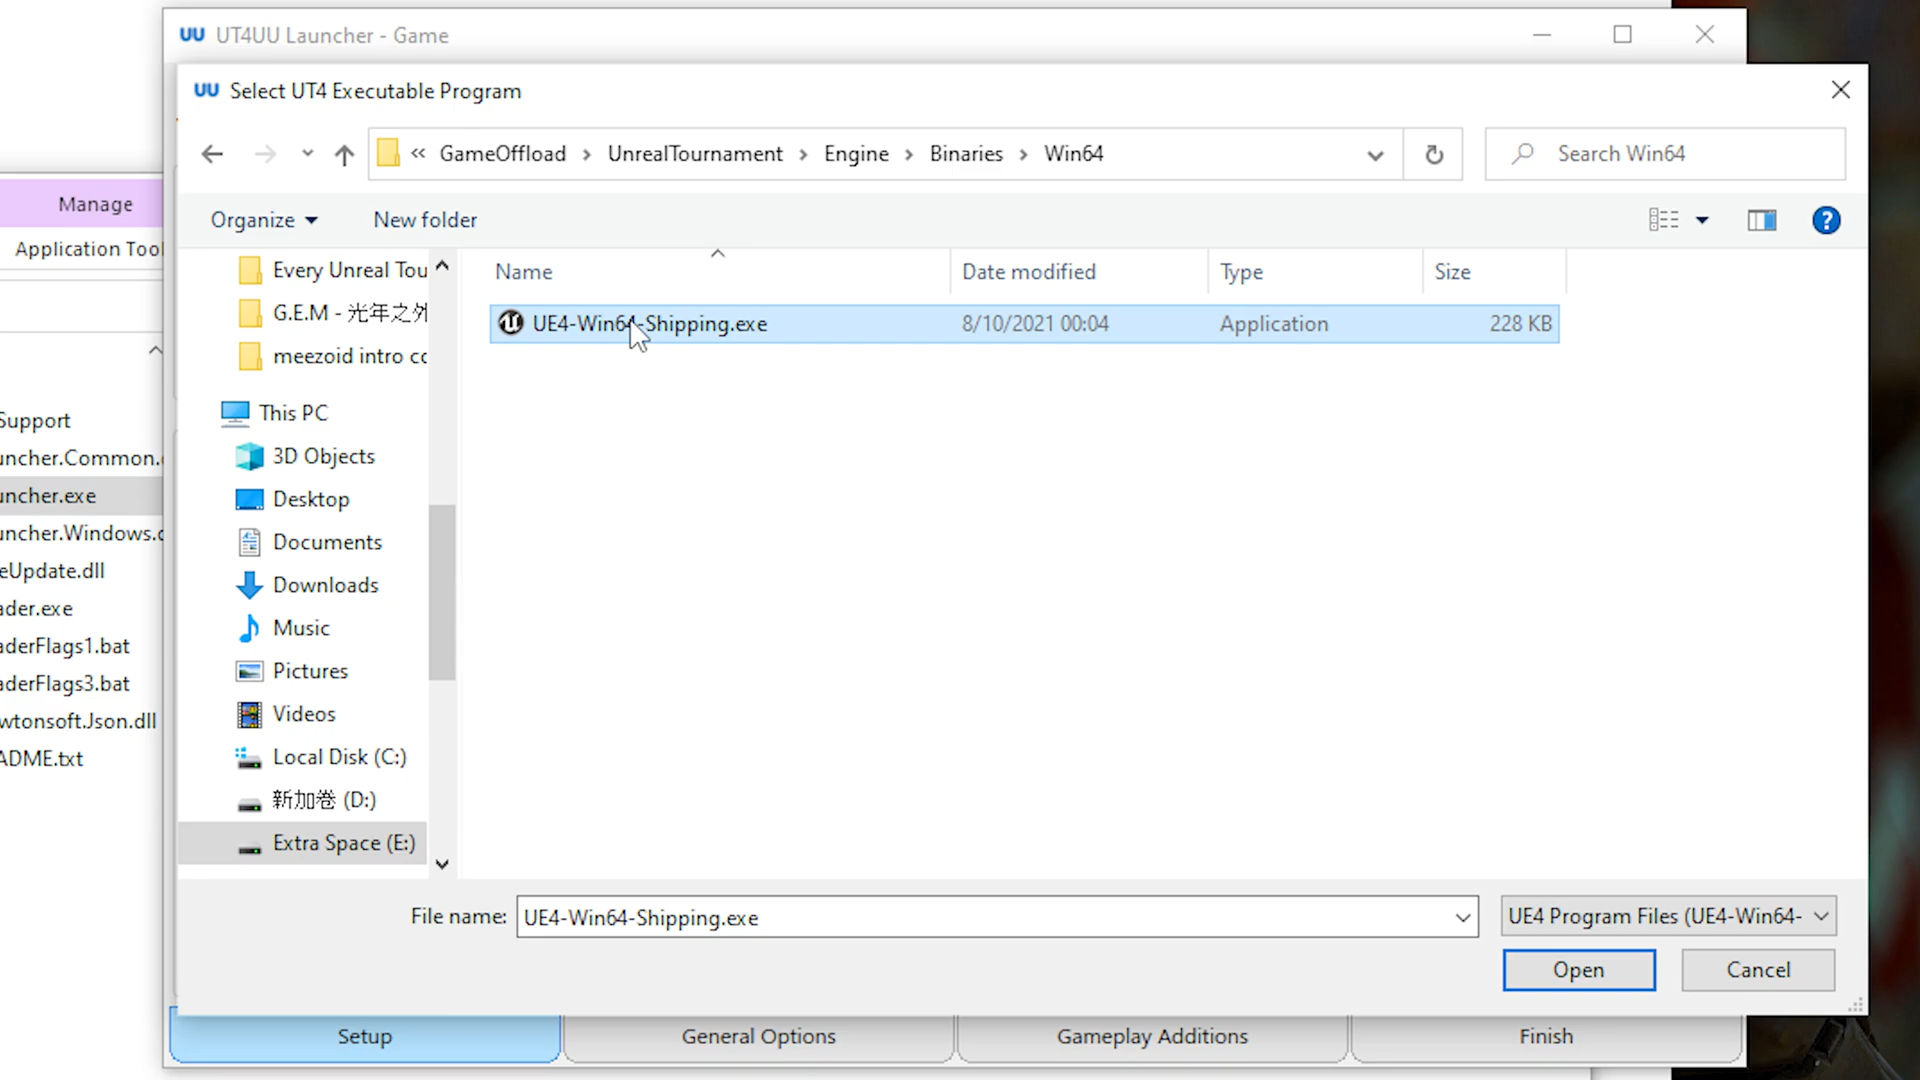 UU UT4UU Launcher - Game
UU Select UT4 Executable Program
« GameOffload › UnrealTournament › Engine › Binaries › Win64
Search Win64
Manage
Application Tool
Organize
New folder
?
Every Unreal Tou
G.E.M - 光年之外
meezoid intro co
This PC
3D Objects
Desktop
Documents
Downloads
Music
Pictures
Videos
Local Disk (C:)
新加卷 (D:)
Extra Space (E:)
Name
Date modified
Type
Size
UE4-Win64-Shipping.exe
8/10/2021 00:04
Application
228 KB
Support
uncher.Common.
uncher.exe
uncher.Windows.
eUpdate.dll
ader.exe
aderFlags1.bat
aderFlags3.bat
wtonsoft.Json.dll
ADME.txt
File name:
UE4-Win64-Shipping.exe
UE4 Program Files (UE4-Win64-
Open
Cancel
Setup
General Options
Gameplay Additions
Finish